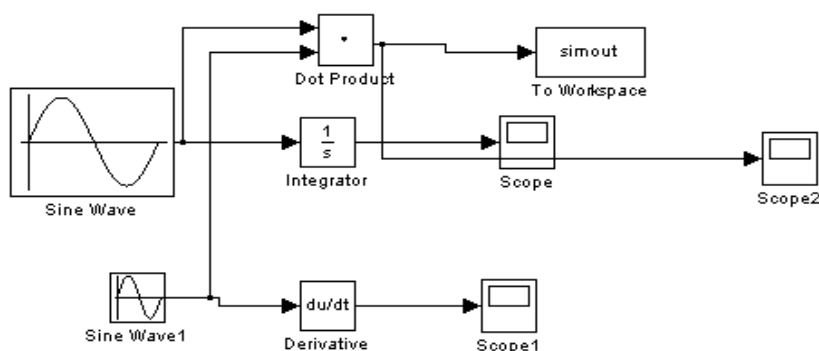 simout
Dot Product
To Workspace
1
s
Integrator
Scope
Sine Wave
Scope2
du/dt
Sine Wave1
Derivative
Scope1